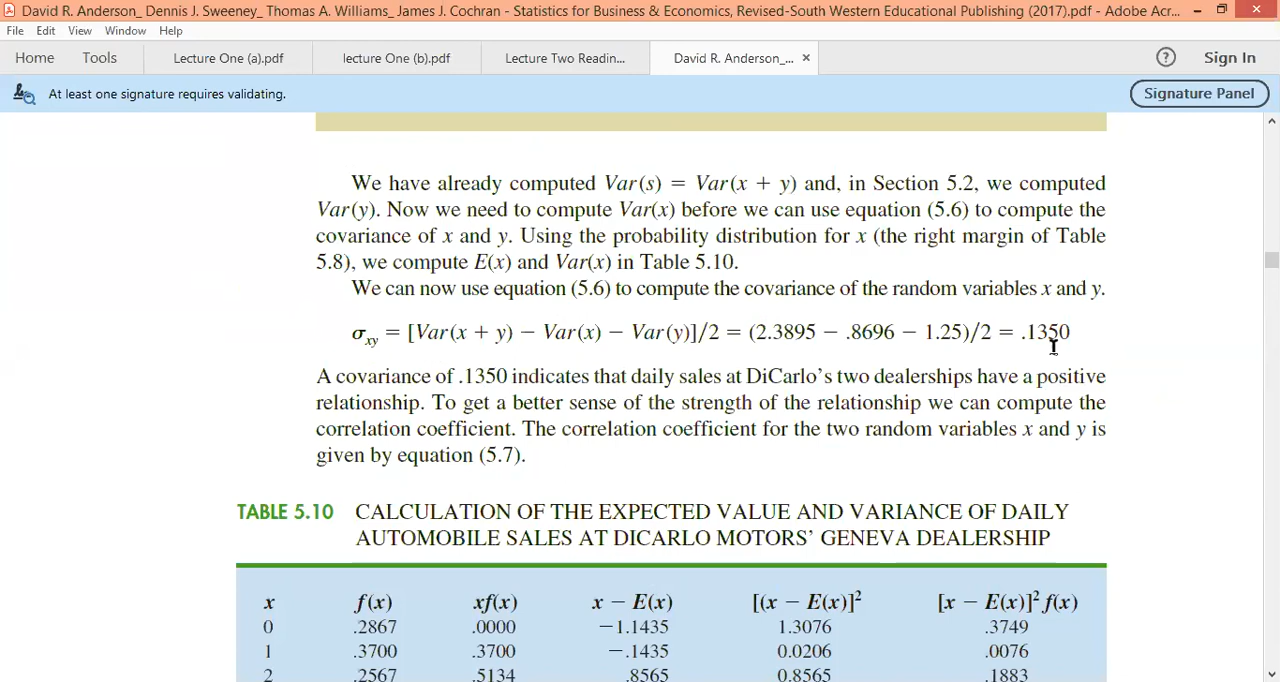 David R. Anderson_ Dennis J. Sweeney_ Thomas A. Williams_ James J. Cochran - Statistics for Business & Economics, Revised-South Western Educational Publishing (2017).pdf - Adobe Acr...
File Edit View Window Help
Home Tools Lecture One (a).pdf lecture One (b).pdf Lecture Two Readin... David R. Anderson_... × ? Sign In
At least one signature requires validating. Signature Panel
We have already computed Var(s) = Var(x + y) and, in Section 5.2, we computed
Var(y). Now we need to compute Var(x) before we can use equation (5.6) to compute the
covariance of x and y. Using the probability distribution for x (the right margin of Table
5.8), we compute E(x) and Var(x) in Table 5.10.
We can now use equation (5.6) to compute the covariance of the random variables x and y.
σxy = [Var(x + y) − Var(x) − Var(y)]/2 = (2.3895 − .8696 − 1.25)/2 = .1350
A covariance of .1350 indicates that daily sales at DiCarlo's two dealerships have a positive
relationship. To get a better sense of the strength of the relationship we can compute the
correlation coefficient. The correlation coefficient for the two random variables x and y is
given by equation (5.7).
TABLE 5.10 CALCULATION OF THE EXPECTED VALUE AND VARIANCE OF DAILY
AUTOMOBILE SALES AT DICARLO MOTORS' GENEVA DEALERSHIP
x f(x) xf(x) x − E(x) [(x − E(x)]² [x − E(x)]² f(x)
0 .2867 .0000 −1.1435 1.3076 .3749
1 .3700 .3700 −.1435 0.0206 .0076
2 .2567 .5134 .8565 0.8565 .1883